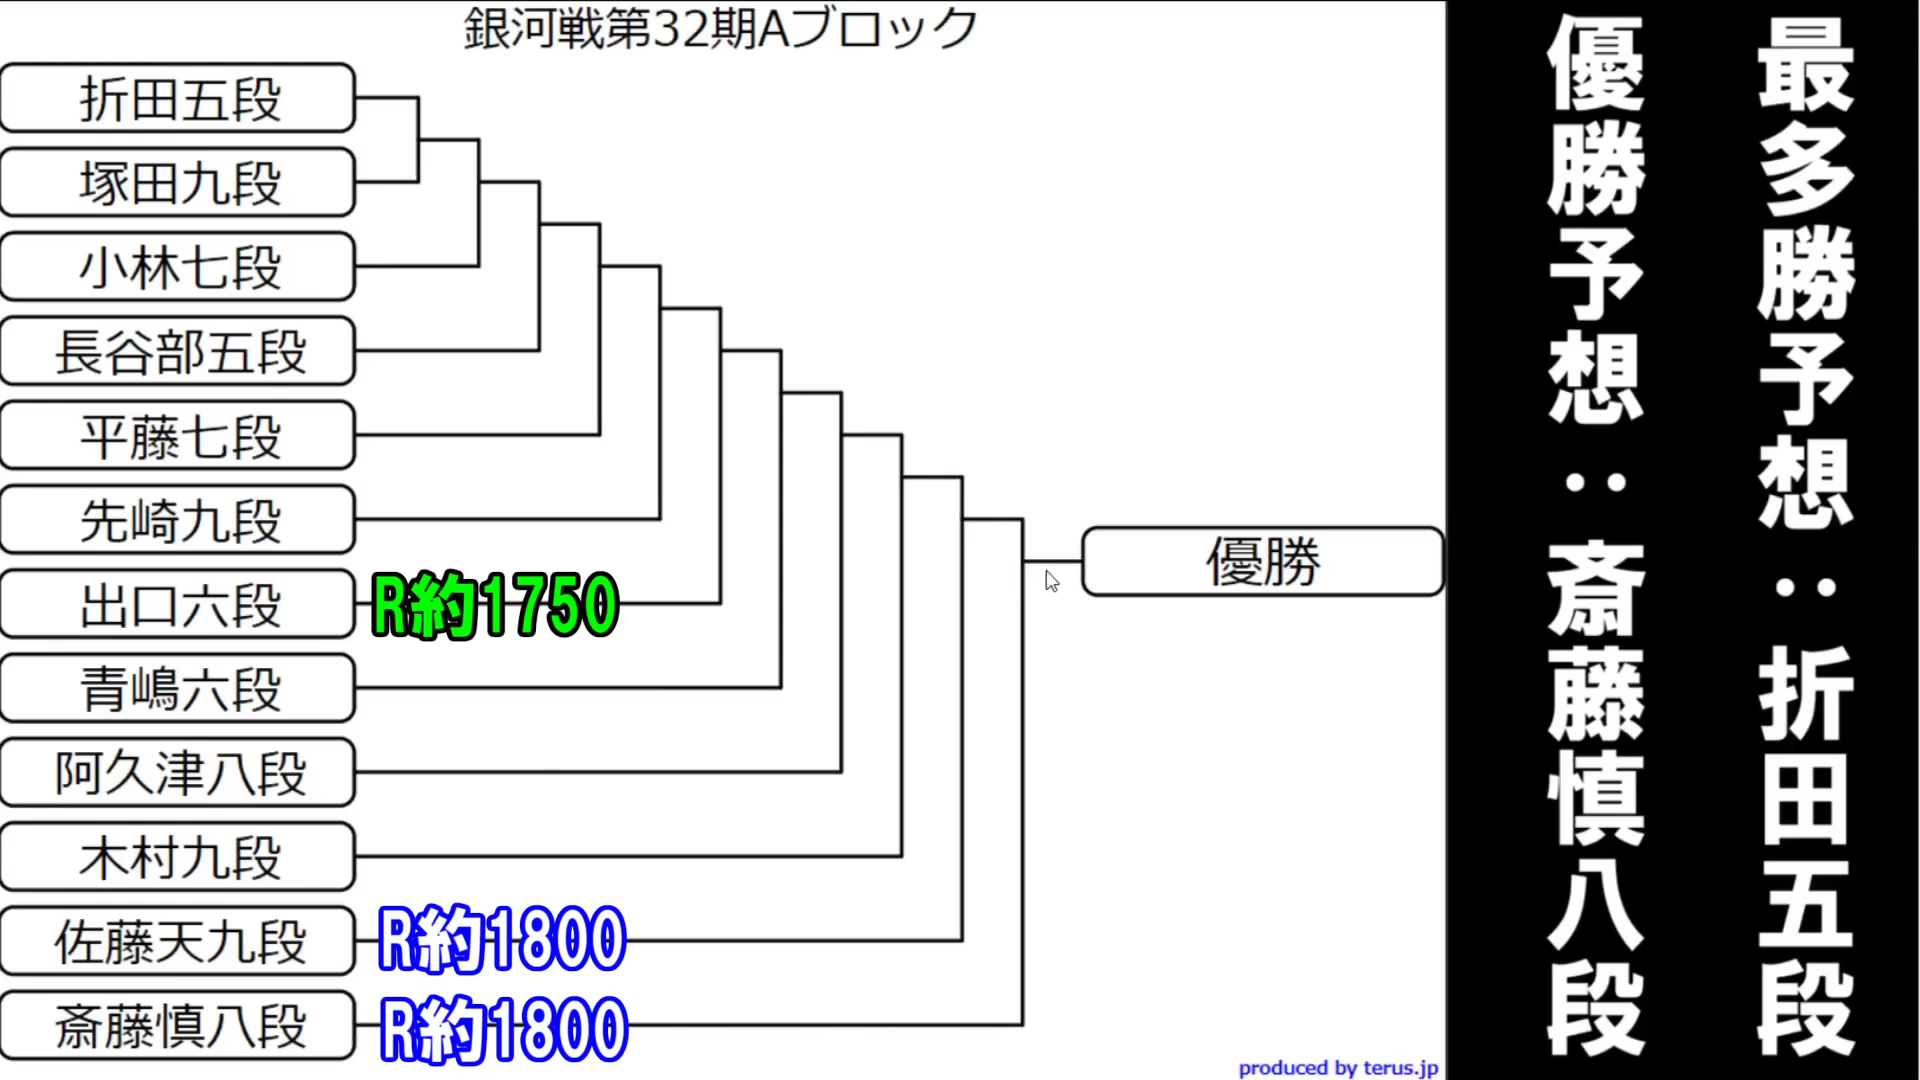 銀河戦第32期Aブロック
折田五段
塚田九段
小林七段
長谷部五段
平藤七段
先崎九段
出口六段
R約1750
青嶋六段
阿久津八段
木村九段
佐藤天九段
R約1800
斎藤慎八段
R約1800
優勝
produced by terus.jp
最多勝予想：折田五段
優勝予想：斎藤慎八段